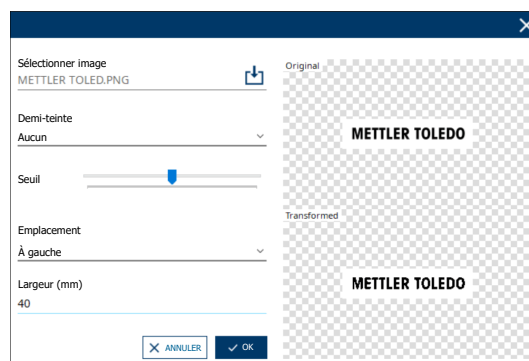 Sélectionner image
METTLER TOLED.PNG
Demi-teinte
Aucun
Seuil
Emplacement
À gauche
Largeur (mm)
40
ANNULER
OK
Original
METTLER TOLEDO
Transformed
METTLER TOLEDO